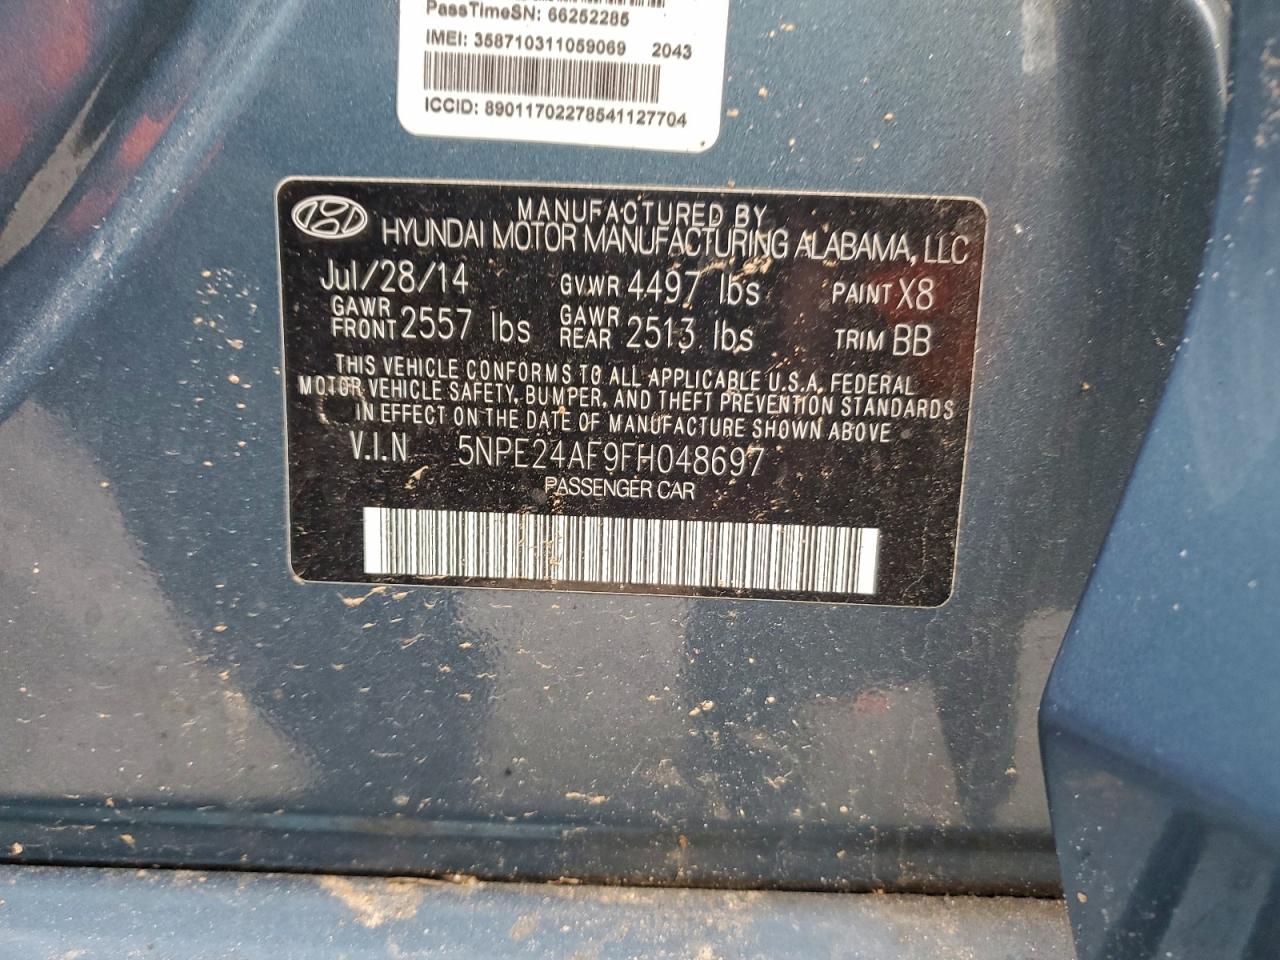 PassTimeSN: 66252285
IMEI: 358710311059069 2043
ICCID: 89011702278541127704
MANUFACTURED BY
HYUNDAI MOTOR MANUFACTURING ALABAMA, LLC
Jul/28/14 GVWR 4497 lbs PAINT X8
GAWR FRONT 2557 lbs GAWR REAR 2513 lbs TRIM BB
THIS VEHICLE CONFORMS TO ALL APPLICABLE U.S.A. FEDERAL
MOTOR VEHICLE SAFETY, BUMPER, AND THEFT PREVENTION STANDARDS
IN EFFECT ON THE DATE OF MANUFACTURE SHOWN ABOVE
V.I.N 5NPE24AF9FH048697
PASSENGER CAR